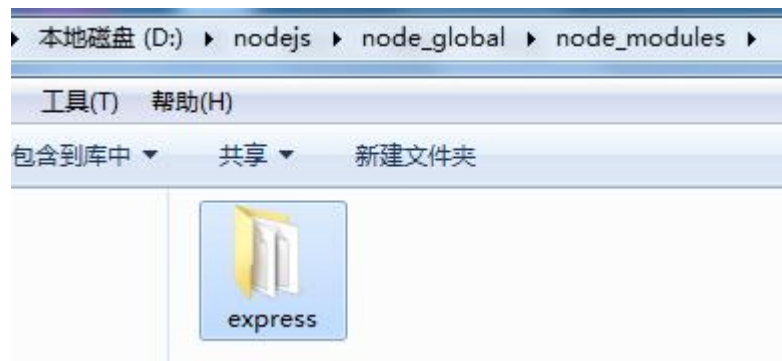 本地磁盘 (D:) ▸ nodejs ▸ node_global ▸ node_modules ▸
工具(T) 帮助(H)
包含到库中 共享 新建文件夹
express